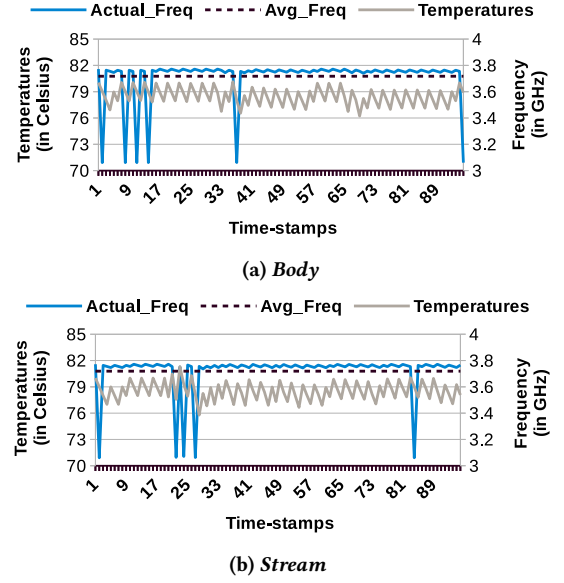 Actual_Freq Avg_Freq Temperatures
85 4
82 3.8
79 3.6
76 3.4
73 3.2
70 3
Temperatures
(in Celsius)
Frequency
(in GHz)
1 9 17 25 33 41 49 57 65 73 81 89
Time-stamps
(a) Body
Actual_Freq Avg_Freq Temperatures
85 4
82 3.8
79 3.6
76 3.4
73 3.2
70 3
Temperatures
(in Celsius)
Frequency
(in GHz)
1 9 17 25 33 41 49 57 65 73 81 89
Time-stamps
(b) Stream